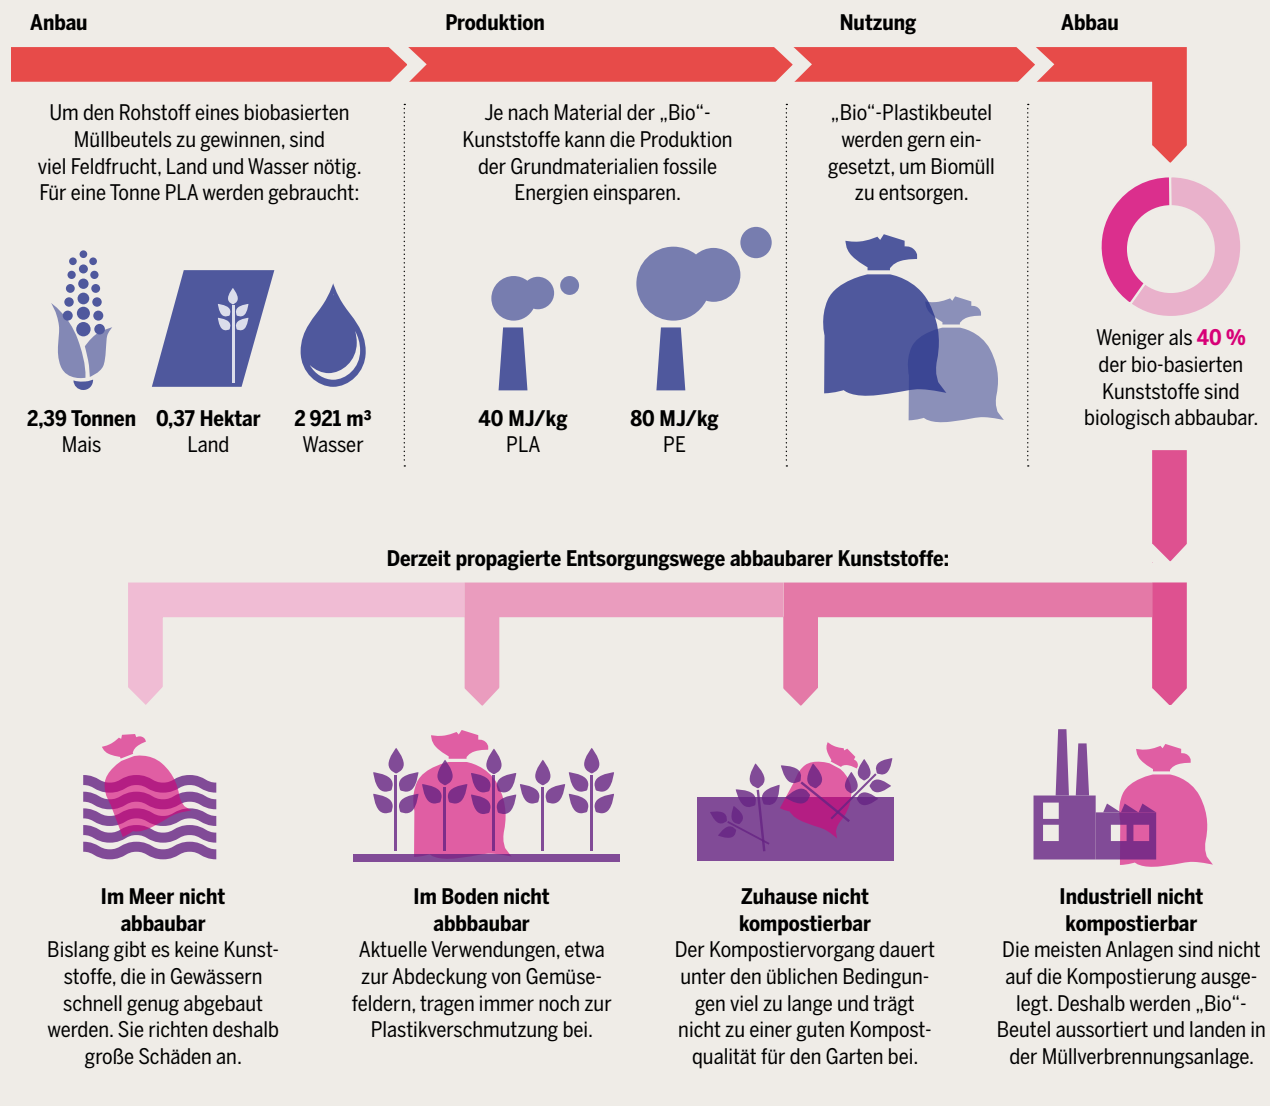 Anbau
Um den Rohstoff eines biobasierten
Müllbeutels zu gewinnen, sind
viel Feldfrucht, Land und Wasser nötig.
Für eine Tonne PLA werden gebraucht:
2,39 Tonnen
Mais
0,37 Hektar
Land
2 921 m³
Wasser
Produktion
Je nach Material der „Bio“-
Kunststoffe kann die Produktion
der Grundmaterialien fossile
Energien einsparen.
40 MJ/kg
PLA
80 MJ/kg
PE
Nutzung
„Bio“-Plastikbeutel
werden gern ein-
gesetzt, um Biomüll
zu entsorgen.
Abbau
Weniger als 40 %
der bio-basierten
Kunststoffe sind
biologisch abbaubar.
Derzeit propagierte Entsorgungswege abbaubarer Kunststoffe:
Im Meer nicht
abbaubar
Bislang gibt es keine Kunst-
stoffe, die in Gewässern
schnell genug abgebaut
werden. Sie richten deshalb
große Schäden an.
Im Boden nicht
abbbaubar
Aktuelle Verwendungen, etwa
zur Abdeckung von Gemüse-
feldern, tragen immer noch zur
Plastikverschmutzung bei.
Zuhause nicht
kompostierbar
Der Kompostiervorgang dauert
unter den üblichen Bedingun-
gen viel zu lange und trägt
nicht zu einer guten Kompost-
qualität für den Garten bei.
Industriell nicht
kompostierbar
Die meisten Anlagen sind nicht
auf die Kompostierung ausge-
legt. Deshalb werden „Bio“-
Beutel aussortiert und landen in
der Müllverbrennungsanlage.